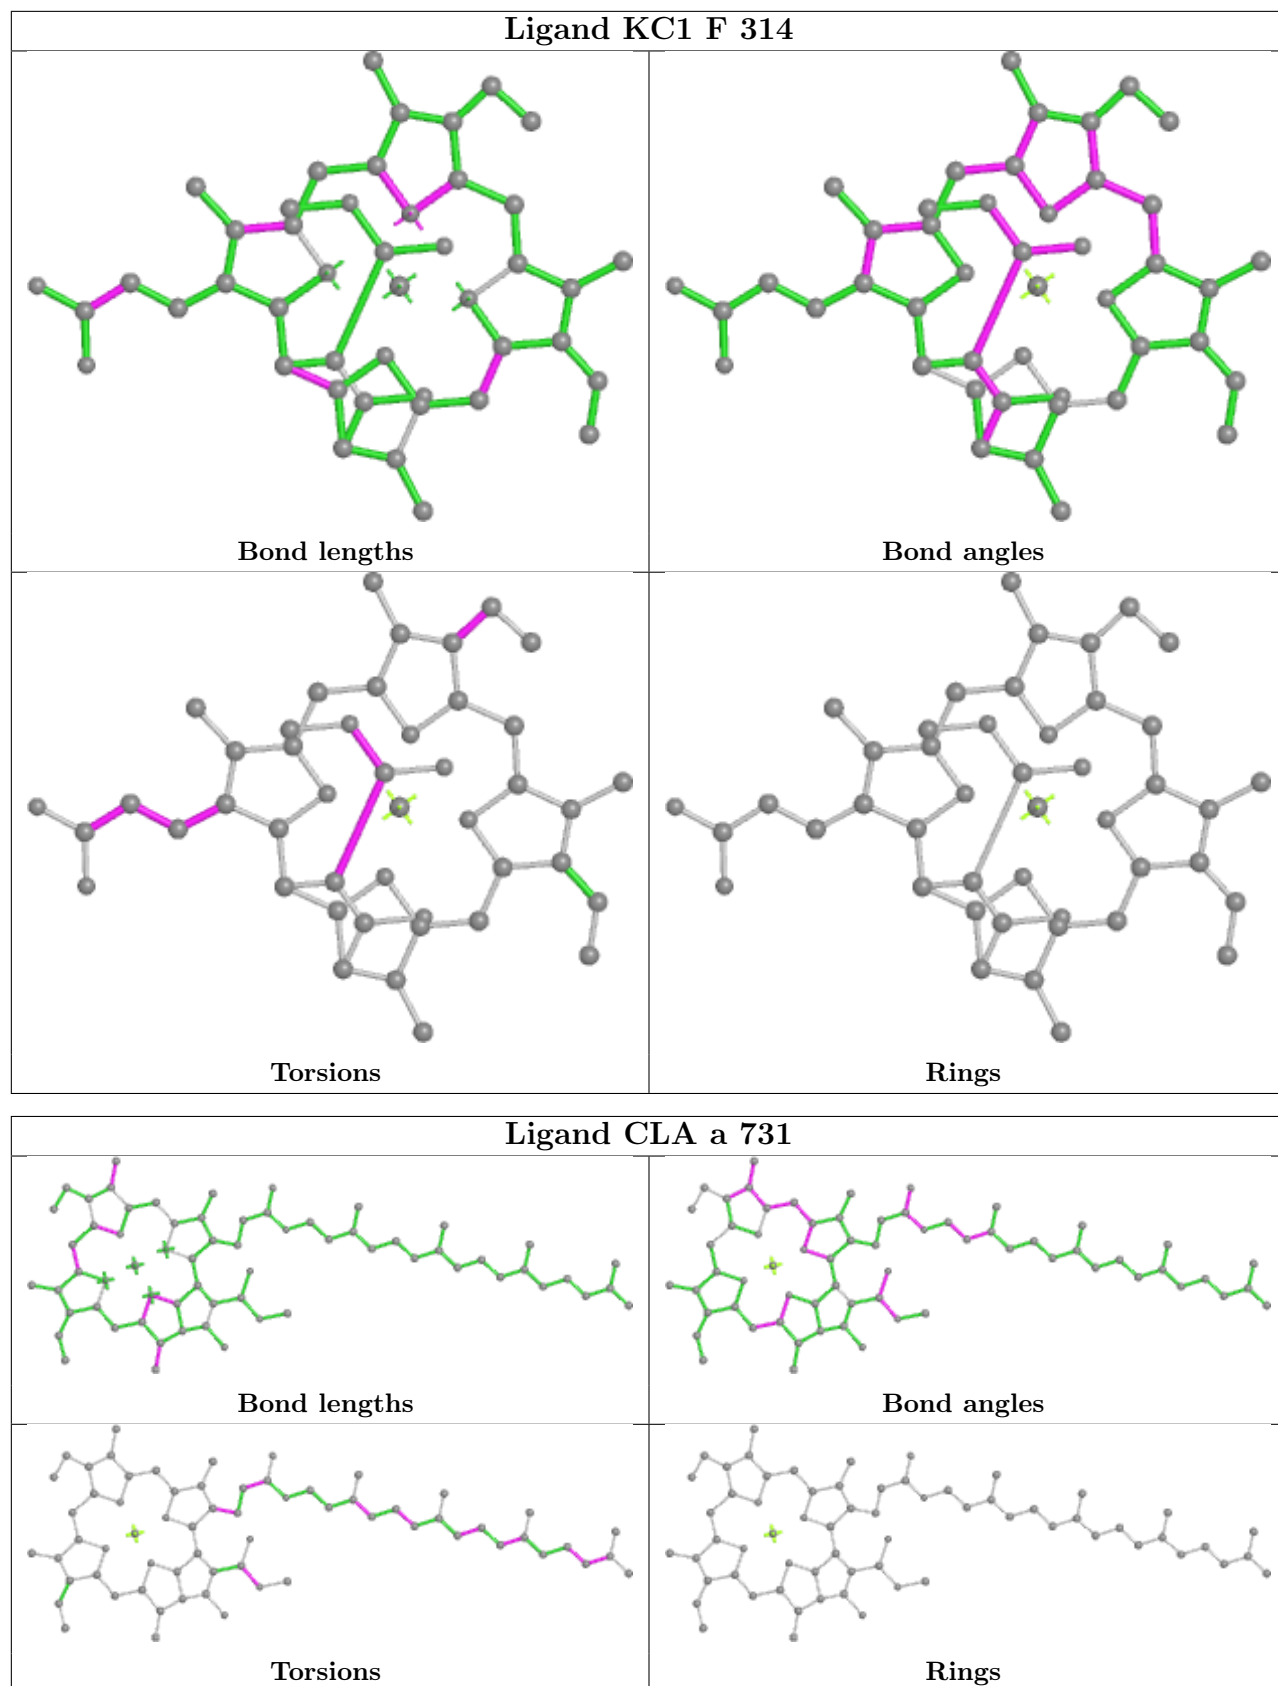 Ligand KC1 F 314
Bond lengths
Bond angles
Torsions
Rings
Ligand CLA a 731
Bond lengths
Bond angles
Torsions
Rings